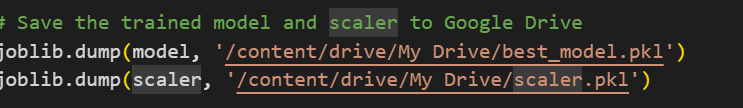 # Save the trained model and scaler to Google Drive
joblib.dump(model, '/content/drive/My Drive/best_model.pkl')
joblib.dump(scaler, '/content/drive/My Drive/scaler.pkl')